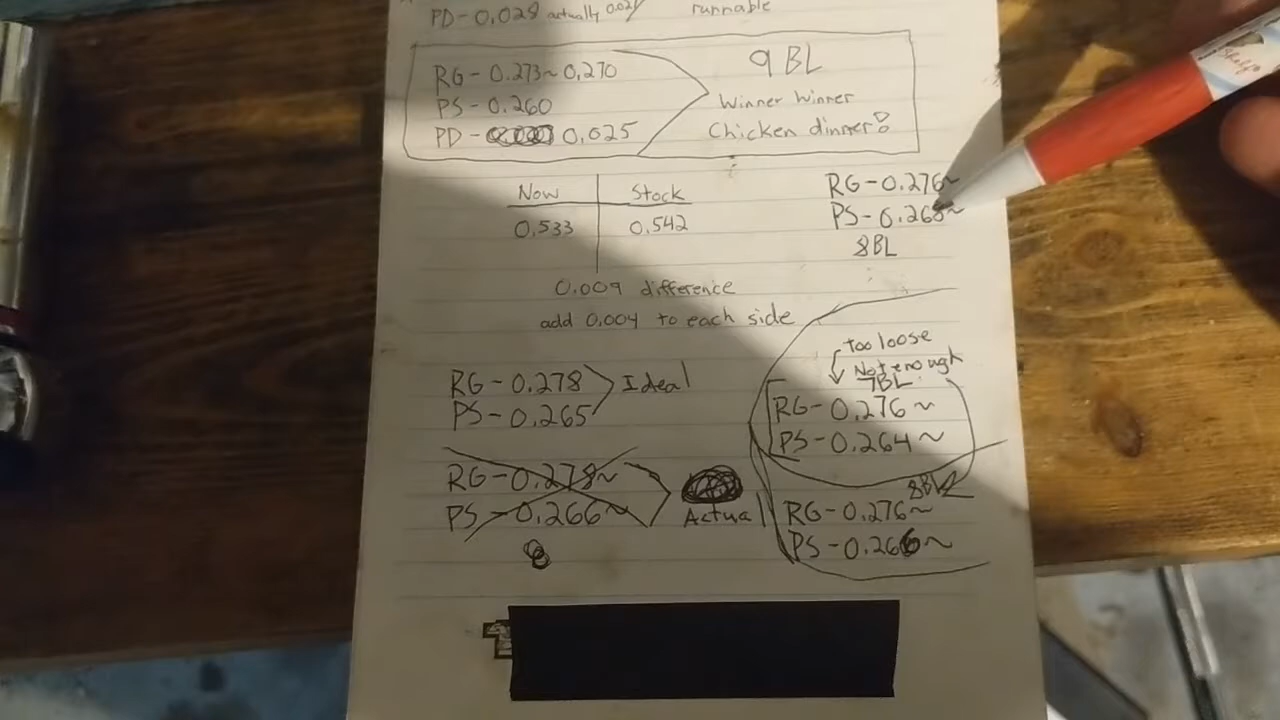 PD-0.028 actually 0.027 runnable
RG-0.273~0.270
PS-0.260
PD- 0.025
9BL
Winner Winner
Chicken dinner!
Now Stock
0.533 0.542
RG-0.276~
PS-0.268~
8BL
0.009 difference
add 0.004 to each side
RG-0.278 Ideal
PS-0.265
too loose
Not enough
7BL
RG-0.276~
PS-0.264~
RG-0.278~
PS-0.266~
Actual
8BL
RG-0.276~
PS-0.266~